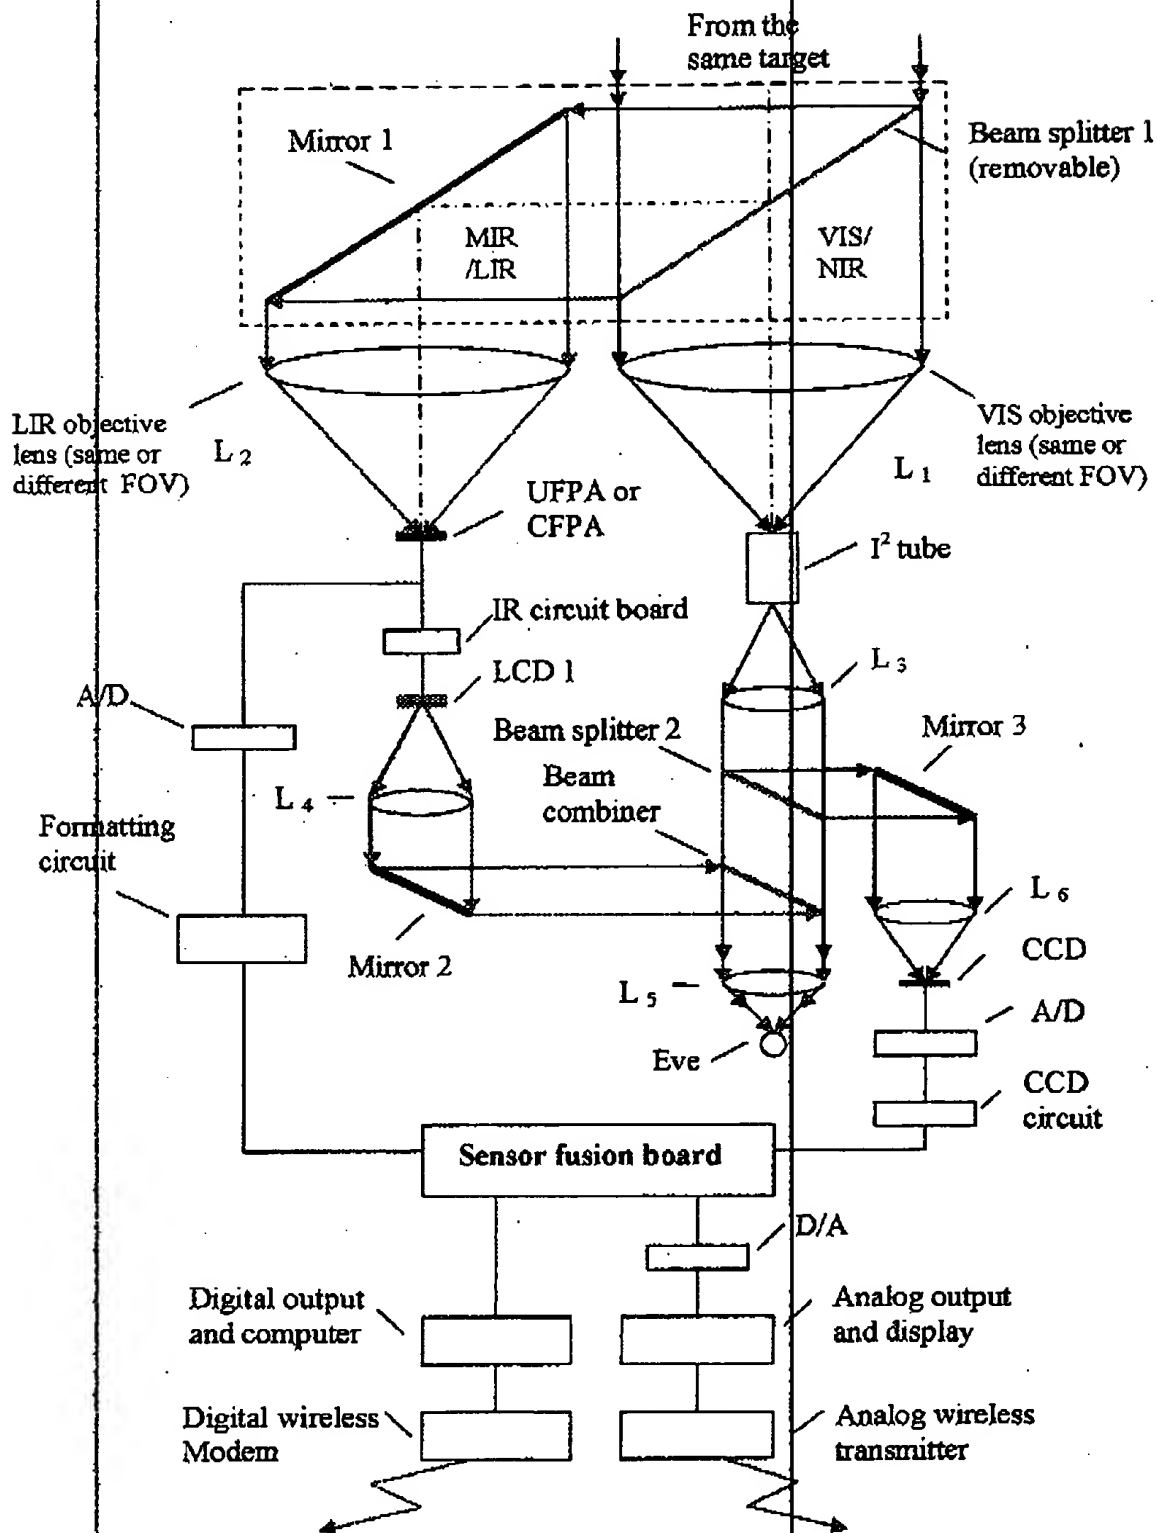 From the
same target
Mirror 1
Beam splitter 1
(removable)
MIR
/LIR
VIS/
NIR
LIR objective
lens (same or
different FOV)
L 2
VIS objective
lens (same or
different FOV)
L 1
UFPA or
CFPA
I² tube
IR circuit board
L 3
LCD 1
A/D
Beam splitter 2
Mirror 3
Beam
combiner
L 4
Formatting
circuit
L 6
CCD
Mirror 2
L 5
A/D
Eye
CCD
circuit
Sensor fusion board
D/A
Digital output
and computer
Analog output
and display
Digital wireless
Modem
Analog wireless
transmitter